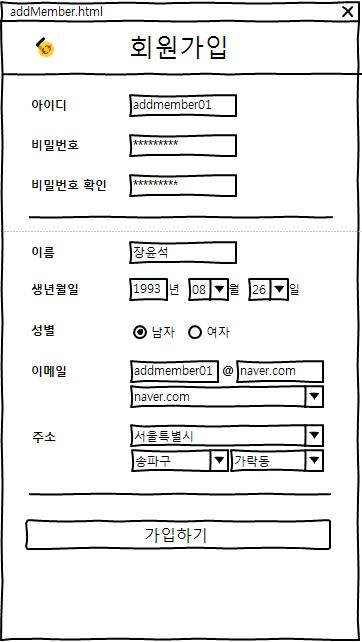 addMember.html
회원가입
아이디 addmember01
비밀번호 *********
비밀번호 확인 *********
이름 장윤석
생년월일 1993 년 08 월 26 일
성별 남자 여자
이메일 addmember01 @ naver.com
naver.com
주소 서울특별시
송파구 가락동
가입하기